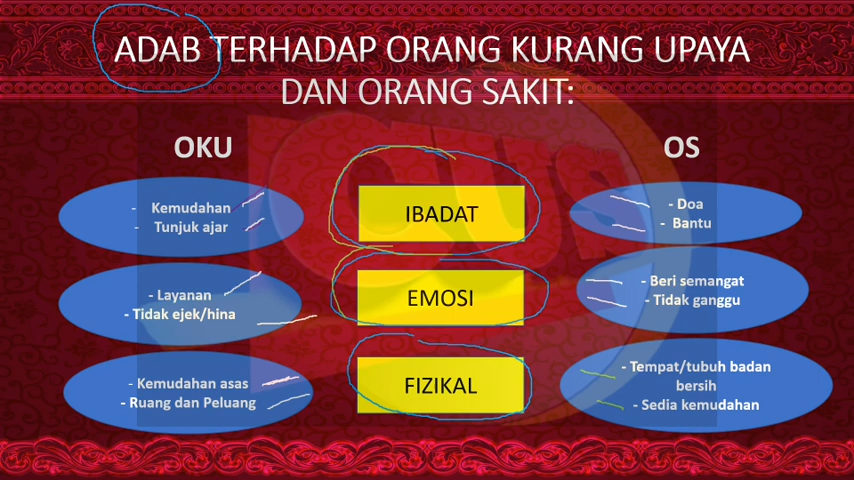 ADAB TERHADAP ORANG KURANG UPAYA
DAN ORANG SAKIT:
OKU
OS
- Kemudahan
- Tunjuk ajar
IBADAT
- Doa
- Bantu
- Layanan
- Tidak ejek/hina
EMOSI
- Beri semangat
- Tidak ganggu
- Kemudahan asas
- Ruang dan Peluang
FIZIKAL
- Tempat/tubuh badan
bersih
- Sedia kemudahan